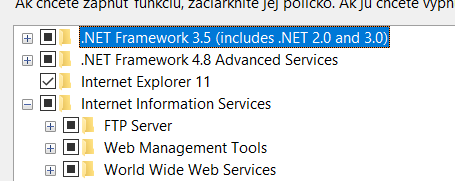 Ak chcete zapnúť funkciu, začiarknite jej políčko. Ak ju chcete vypn
.NET Framework 3.5 (includes .NET 2.0 and 3.0)
.NET Framework 4.8 Advanced Services
Internet Explorer 11
Internet Information Services
FTP Server
Web Management Tools
World Wide Web Services